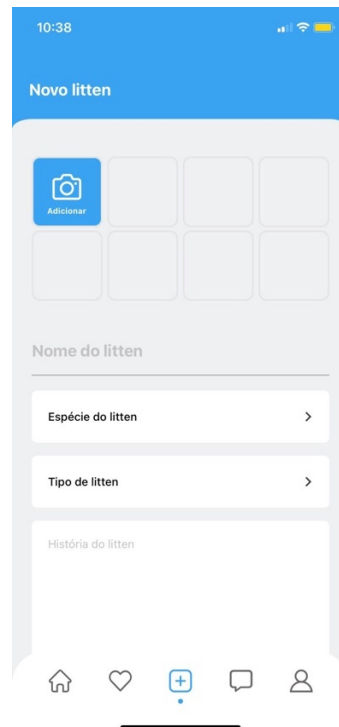 10:38
Novo litten
Adicionar
Nome do litten
Espécie do litten
Tipo de litten
História do litten